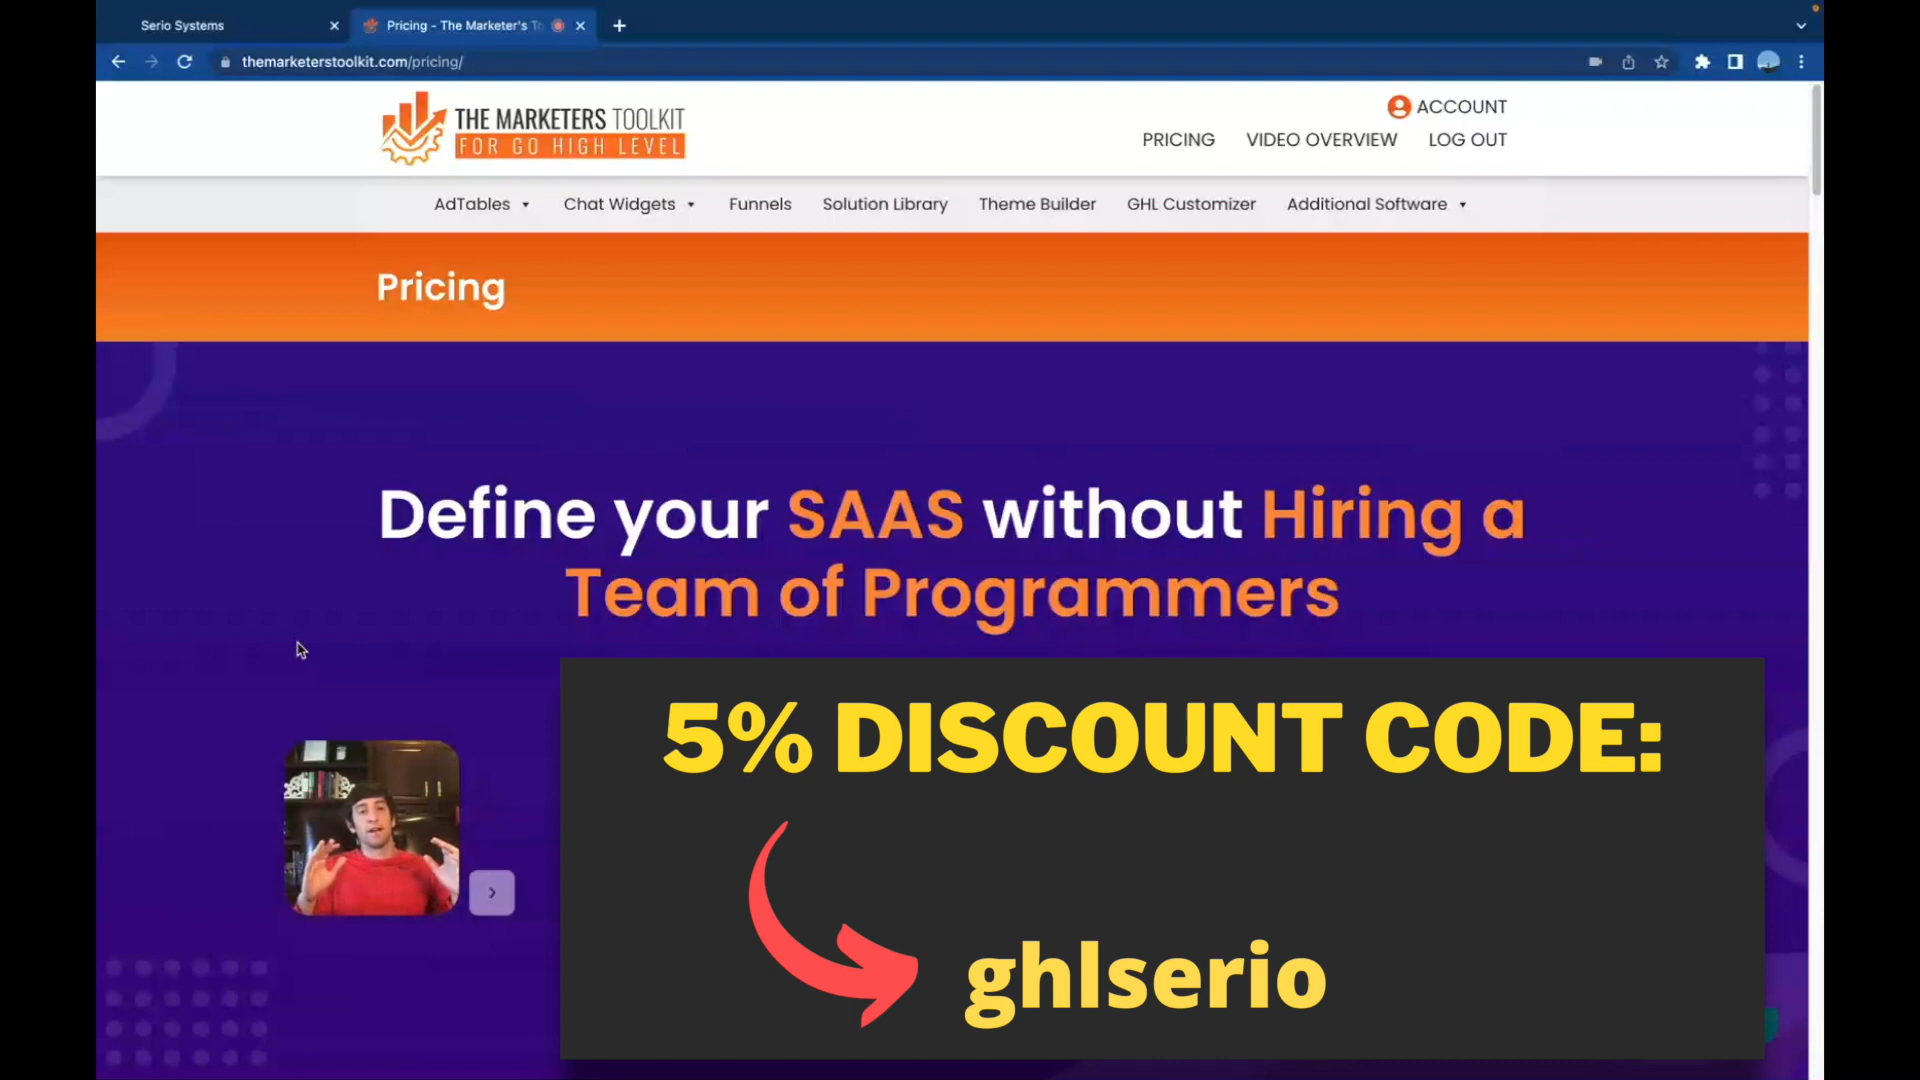 Serio Systems
Pricing - The Marketer's To
themarketerstoolkit.com/pricing/
THE MARKETERS TOOLKIT
FOR GO HIGH LEVEL
ACCOUNT
PRICING VIDEO OVERVIEW LOG OUT
AdTables Chat Widgets Funnels Solution Library Theme Builder GHL Customizer Additional Software
Pricing
Define your SAAS without Hiring a
Team of Programmers
5% DISCOUNT CODE:
ghlserio